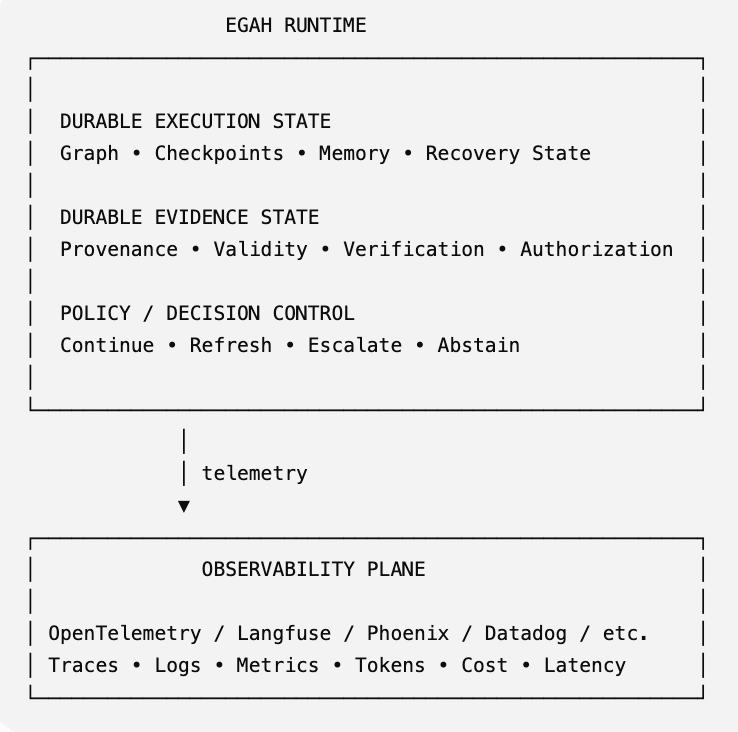 EGAH RUNTIME
DURABLE EXECUTION STATE
Graph • Checkpoints • Memory • Recovery State
DURABLE EVIDENCE STATE
Provenance • Validity • Verification • Authorization
POLICY / DECISION CONTROL
Continue • Refresh • Escalate • Abstain
telemetry
OBSERVABILITY PLANE
OpenTelemetry / Langfuse / Phoenix / Datadog / etc.
Traces • Logs • Metrics • Tokens • Cost • Latency